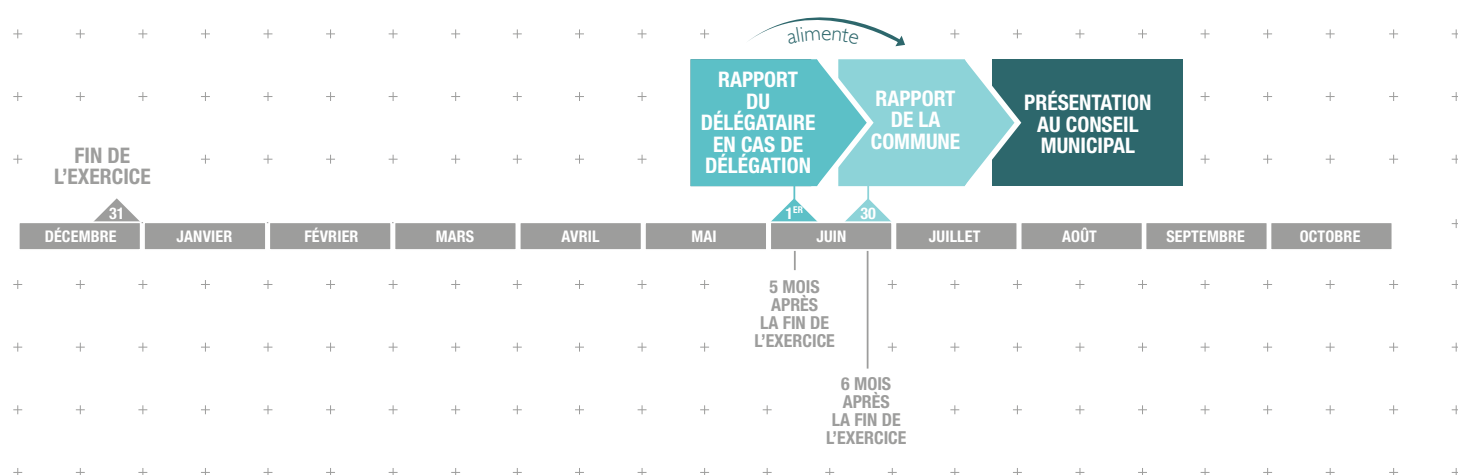 alimente
RAPPORT
DU
DÉLÉGATAIRE
EN CAS DE
DÉLÉGATION
RAPPORT
DE LA
COMMUNE
PRÉSENTATION
AU CONSEIL
MUNICIPAL
FIN DE
L'EXERCICE
31
1ER
30
DÉCEMBRE
JANVIER
FÉVRIER
MARS
AVRIL
MAI
JUIN
JUILLET
AOÛT
SEPTEMBRE
OCTOBRE
5 MOIS
APRÈS
LA FIN DE
L'EXERCICE
6 MOIS
APRÈS
LA FIN DE
L'EXERCICE